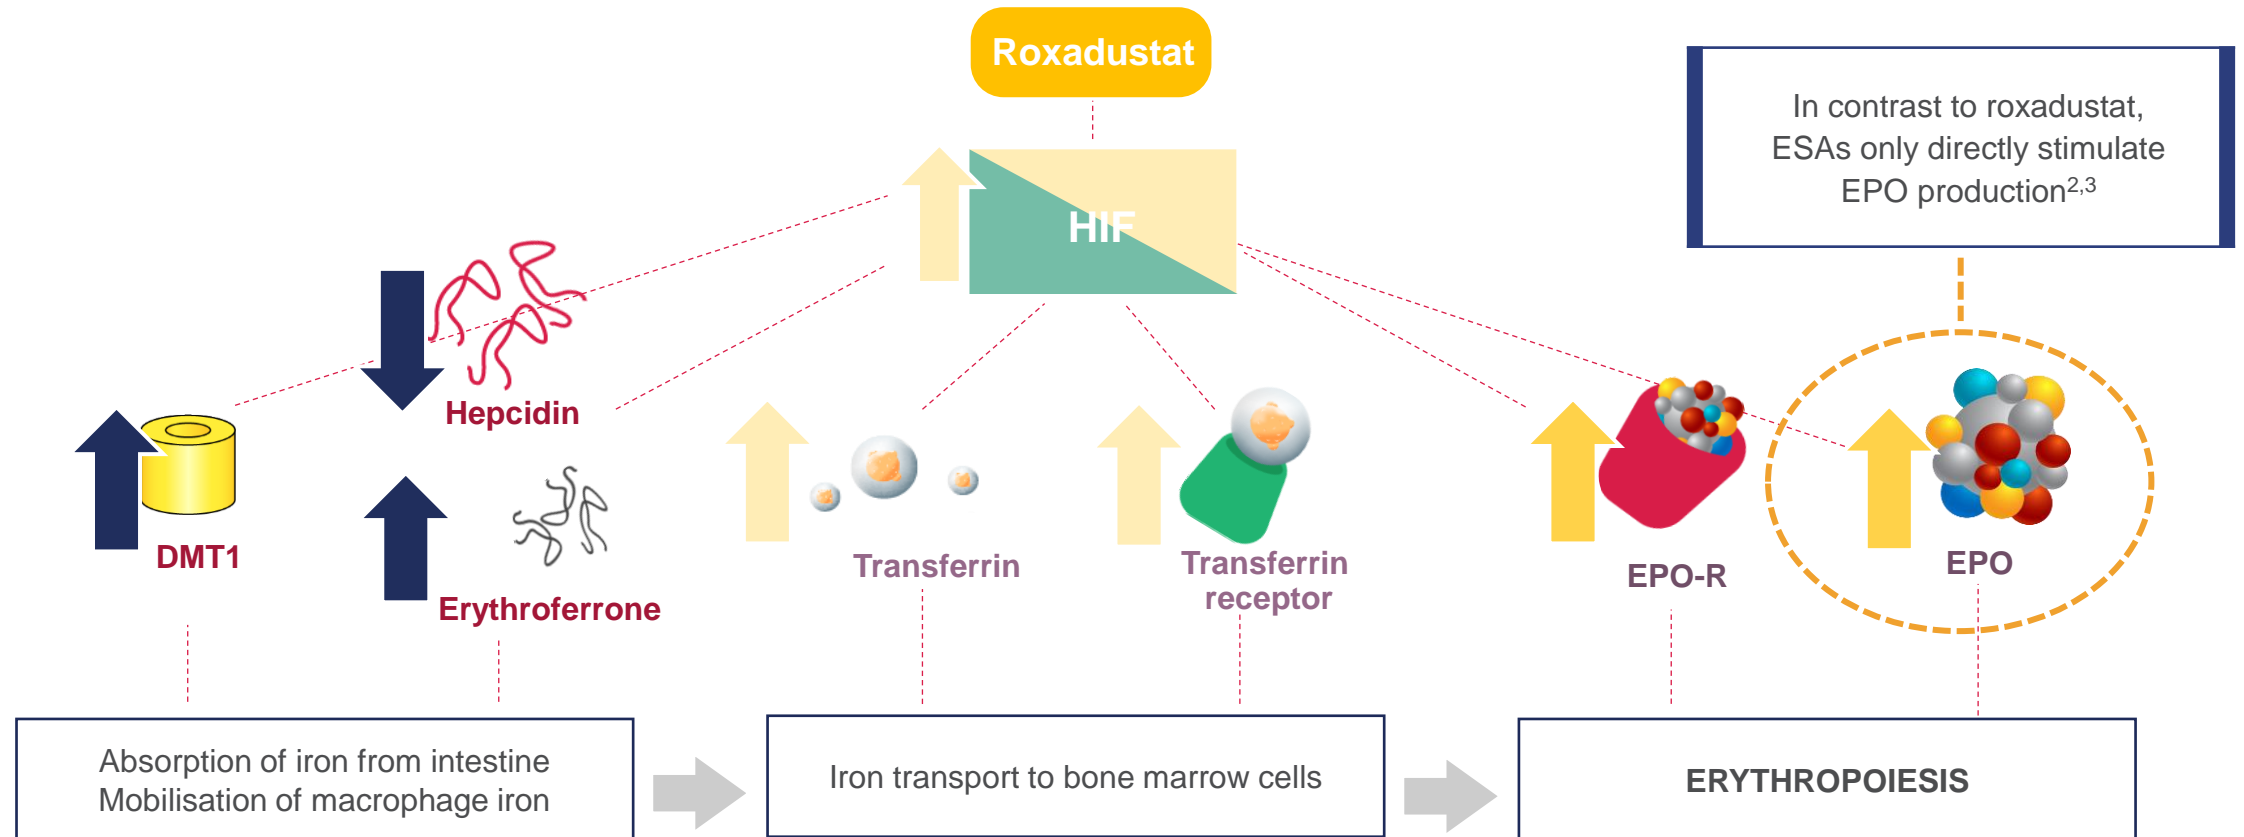 Roxadustat
In contrast to roxadustat,
ESAs only directly stimulate
EPO production2,3
HIF
Hepcidin
DMT1
Erythroferrone
Transferrin
Transferrin
receptor
EPO-R
EPO
Absorption of iron from intestine
Mobilisation of macrophage iron
Iron transport to bone marrow cells
ERYTHROPOIESIS